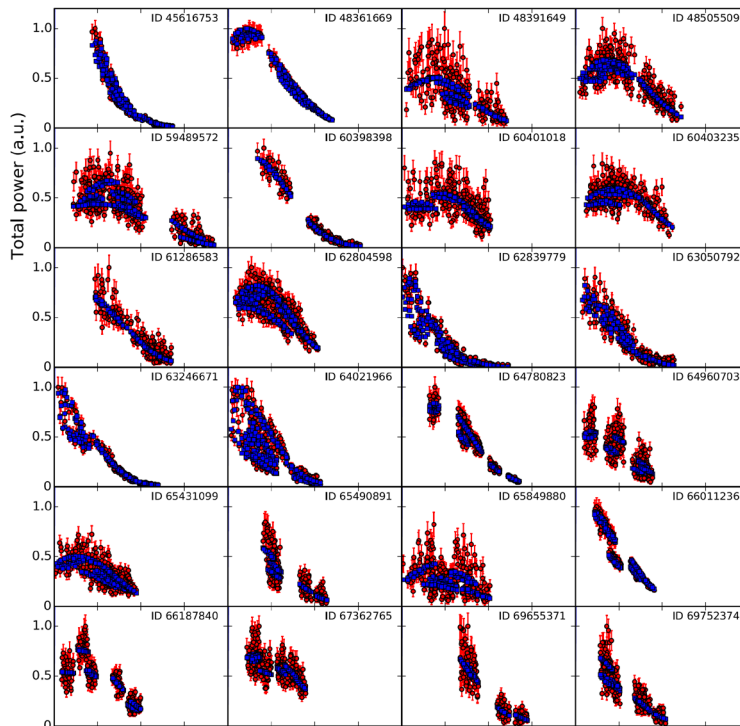 ID 45616753
ID 48361669
ID 48391649
ID 48505509
1.0
0.5
0
ID 59489572
ID 60398398
ID 60401018
ID 60403235
1.0
0.5
0
ID 61286583
ID 62804598
ID 62839779
ID 63050792
1.0
0.5
0
ID 63246671
ID 64021966
ID 64780823
ID 64960703
1.0
0.5
0
ID 65431099
ID 65490891
ID 65849880
ID 66011236
1.0
0.5
0
ID 66187840
ID 67362765
ID 69655371
ID 69752374
1.0
0.5
0
Total power (a.u.)